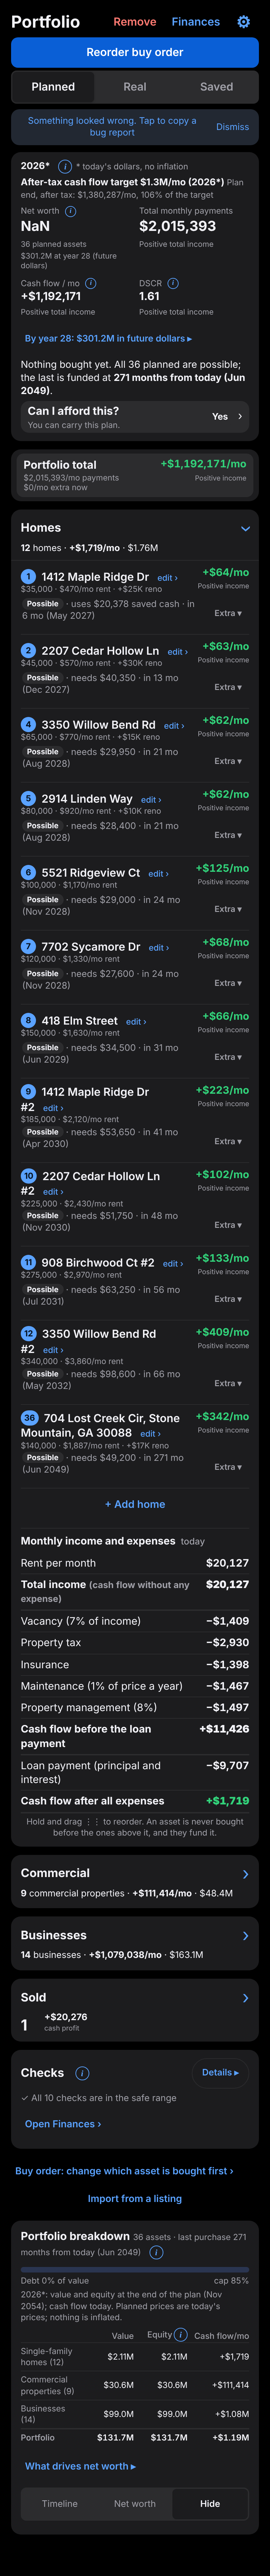 Portfolio Remove Finances
Reorder buy order
Planned Real Saved
Something looked wrong. Tap to copy a
bug report
Dismiss
2026* i * today's dollars, no inflation
After-tax cash flow target $1.3M/mo (2026*) Plan
end, after tax: $1,380,287/mo, 106% of the target
Net worth i Total monthly payments
NaN $2,015,393
36 planned assets Positive total income
$301.2M at year 28 (future
dollars)
Cash flow / mo i DSCR i
+$1,192,171 1.61
Positive total income Positive total income
By year 28: $301.2M in future dollars ▸
Nothing bought yet. All 36 planned are possible;
the last is funded at 271 months from today (Jun
2049).
Can I afford this? Yes ›
You can carry this plan.
Portfolio total +$1,192,171/mo
$2,015,393/mo payments Positive income
$0/mo extra now
Homes
12 homes · +$1,719/mo · $1.76M
1 1412 Maple Ridge Dr edit › +$64/mo
$35,000 · $470/mo rent · +$25K reno Positive income
Possible · uses $20,378 saved cash · in
6 mo (May 2027) Extra ▾
2 2207 Cedar Hollow Ln edit › +$63/mo
$45,000 · $570/mo rent · +$30K reno Positive income
Possible · needs $40,350 · in 13 mo
(Dec 2027) Extra ▾
4 3350 Willow Bend Rd edit › +$62/mo
$65,000 · $770/mo rent · +$15K reno Positive income
Possible · needs $29,950 · in 21 mo
(Aug 2028) Extra ▾
5 2914 Linden Way edit › +$62/mo
$80,000 · $920/mo rent · +$10K reno Positive income
Possible · needs $28,400 · in 21 mo
(Aug 2028) Extra ▾
6 5521 Ridgeview Ct edit › +$125/mo
$100,000 · $1,170/mo rent Positive income
Possible · needs $29,000 · in 24 mo
(Nov 2028) Extra ▾
7 7702 Sycamore Dr edit › +$68/mo
$120,000 · $1,330/mo rent Positive income
Possible · needs $27,600 · in 24 mo
(Nov 2028) Extra ▾
8 418 Elm Street edit › +$66/mo
$150,000 · $1,630/mo rent Positive income
Possible · needs $34,500 · in 31 mo
(Jun 2029) Extra ▾
9 1412 Maple Ridge Dr +$223/mo
#2 edit › Positive income
$185,000 · $2,120/mo rent
Possible · needs $53,650 · in 41 mo
(Apr 2030) Extra ▾
10 2207 Cedar Hollow Ln +$102/mo
#2 edit › Positive income
$225,000 · $2,430/mo rent
Possible · needs $51,750 · in 48 mo
(Nov 2030) Extra ▾
11 908 Birchwood Ct #2 edit › +$133/mo
$275,000 · $2,970/mo rent Positive income
Possible · needs $63,250 · in 56 mo
(Jul 2031) Extra ▾
12 3350 Willow Bend Rd +$409/mo
#2 edit › Positive income
$340,000 · $3,860/mo rent
Possible · needs $98,600 · in 66 mo
(May 2032) Extra ▾
36 704 Lost Creek Cir, Stone +$342/mo
Mountain, GA 30088 edit › Positive income
$140,000 · $1,887/mo rent · +$17K reno
Possible · needs $49,200 · in 271 mo
(Jun 2049) Extra ▾
+ Add home
Monthly income and expenses today
Rent per month $20,127
Total income (cash flow without any $20,127
expense)
Vacancy (7% of income) −$1,409
Property tax −$2,930
Insurance −$1,398
Maintenance (1% of price a year) −$1,467
Property management (8%) −$1,497
Cash flow before the loan +$11,426
payment
Loan payment (principal and −$9,707
interest)
Cash flow after all expenses +$1,719
Hold and drag ⋮⋮ to reorder. An asset is never bought
before the ones above it, and they fund it.
Commercial ›
9 commercial properties · +$111,414/mo · $48.4M
Businesses ›
14 businesses · +$1,079,038/mo · $163.1M
Sold ›
1 +$20,276
cash profit
Checks i Details ▸
✓ All 10 checks are in the safe range
Open Finances ›
Buy order: change which asset is bought first ›
Import from a listing
Portfolio breakdown 36 assets · last purchase 271
months from today (Jun 2049) i
Debt 0% of value cap 85%
2026*: value and equity at the end of the plan (Nov
2054); cash flow today. Planned prices are today's
prices; nothing is inflated.
Value Equity i Cash flow/mo
Single-family
homes (12) $2.11M $2.11M +$1,719
Commercial
properties (9) $30.6M $30.6M +$111,414
Businesses
(14) $99.0M $99.0M +$1.08M
Portfolio $131.7M $131.7M +$1.19M
What drives net worth ▸
Timeline Net worth Hide